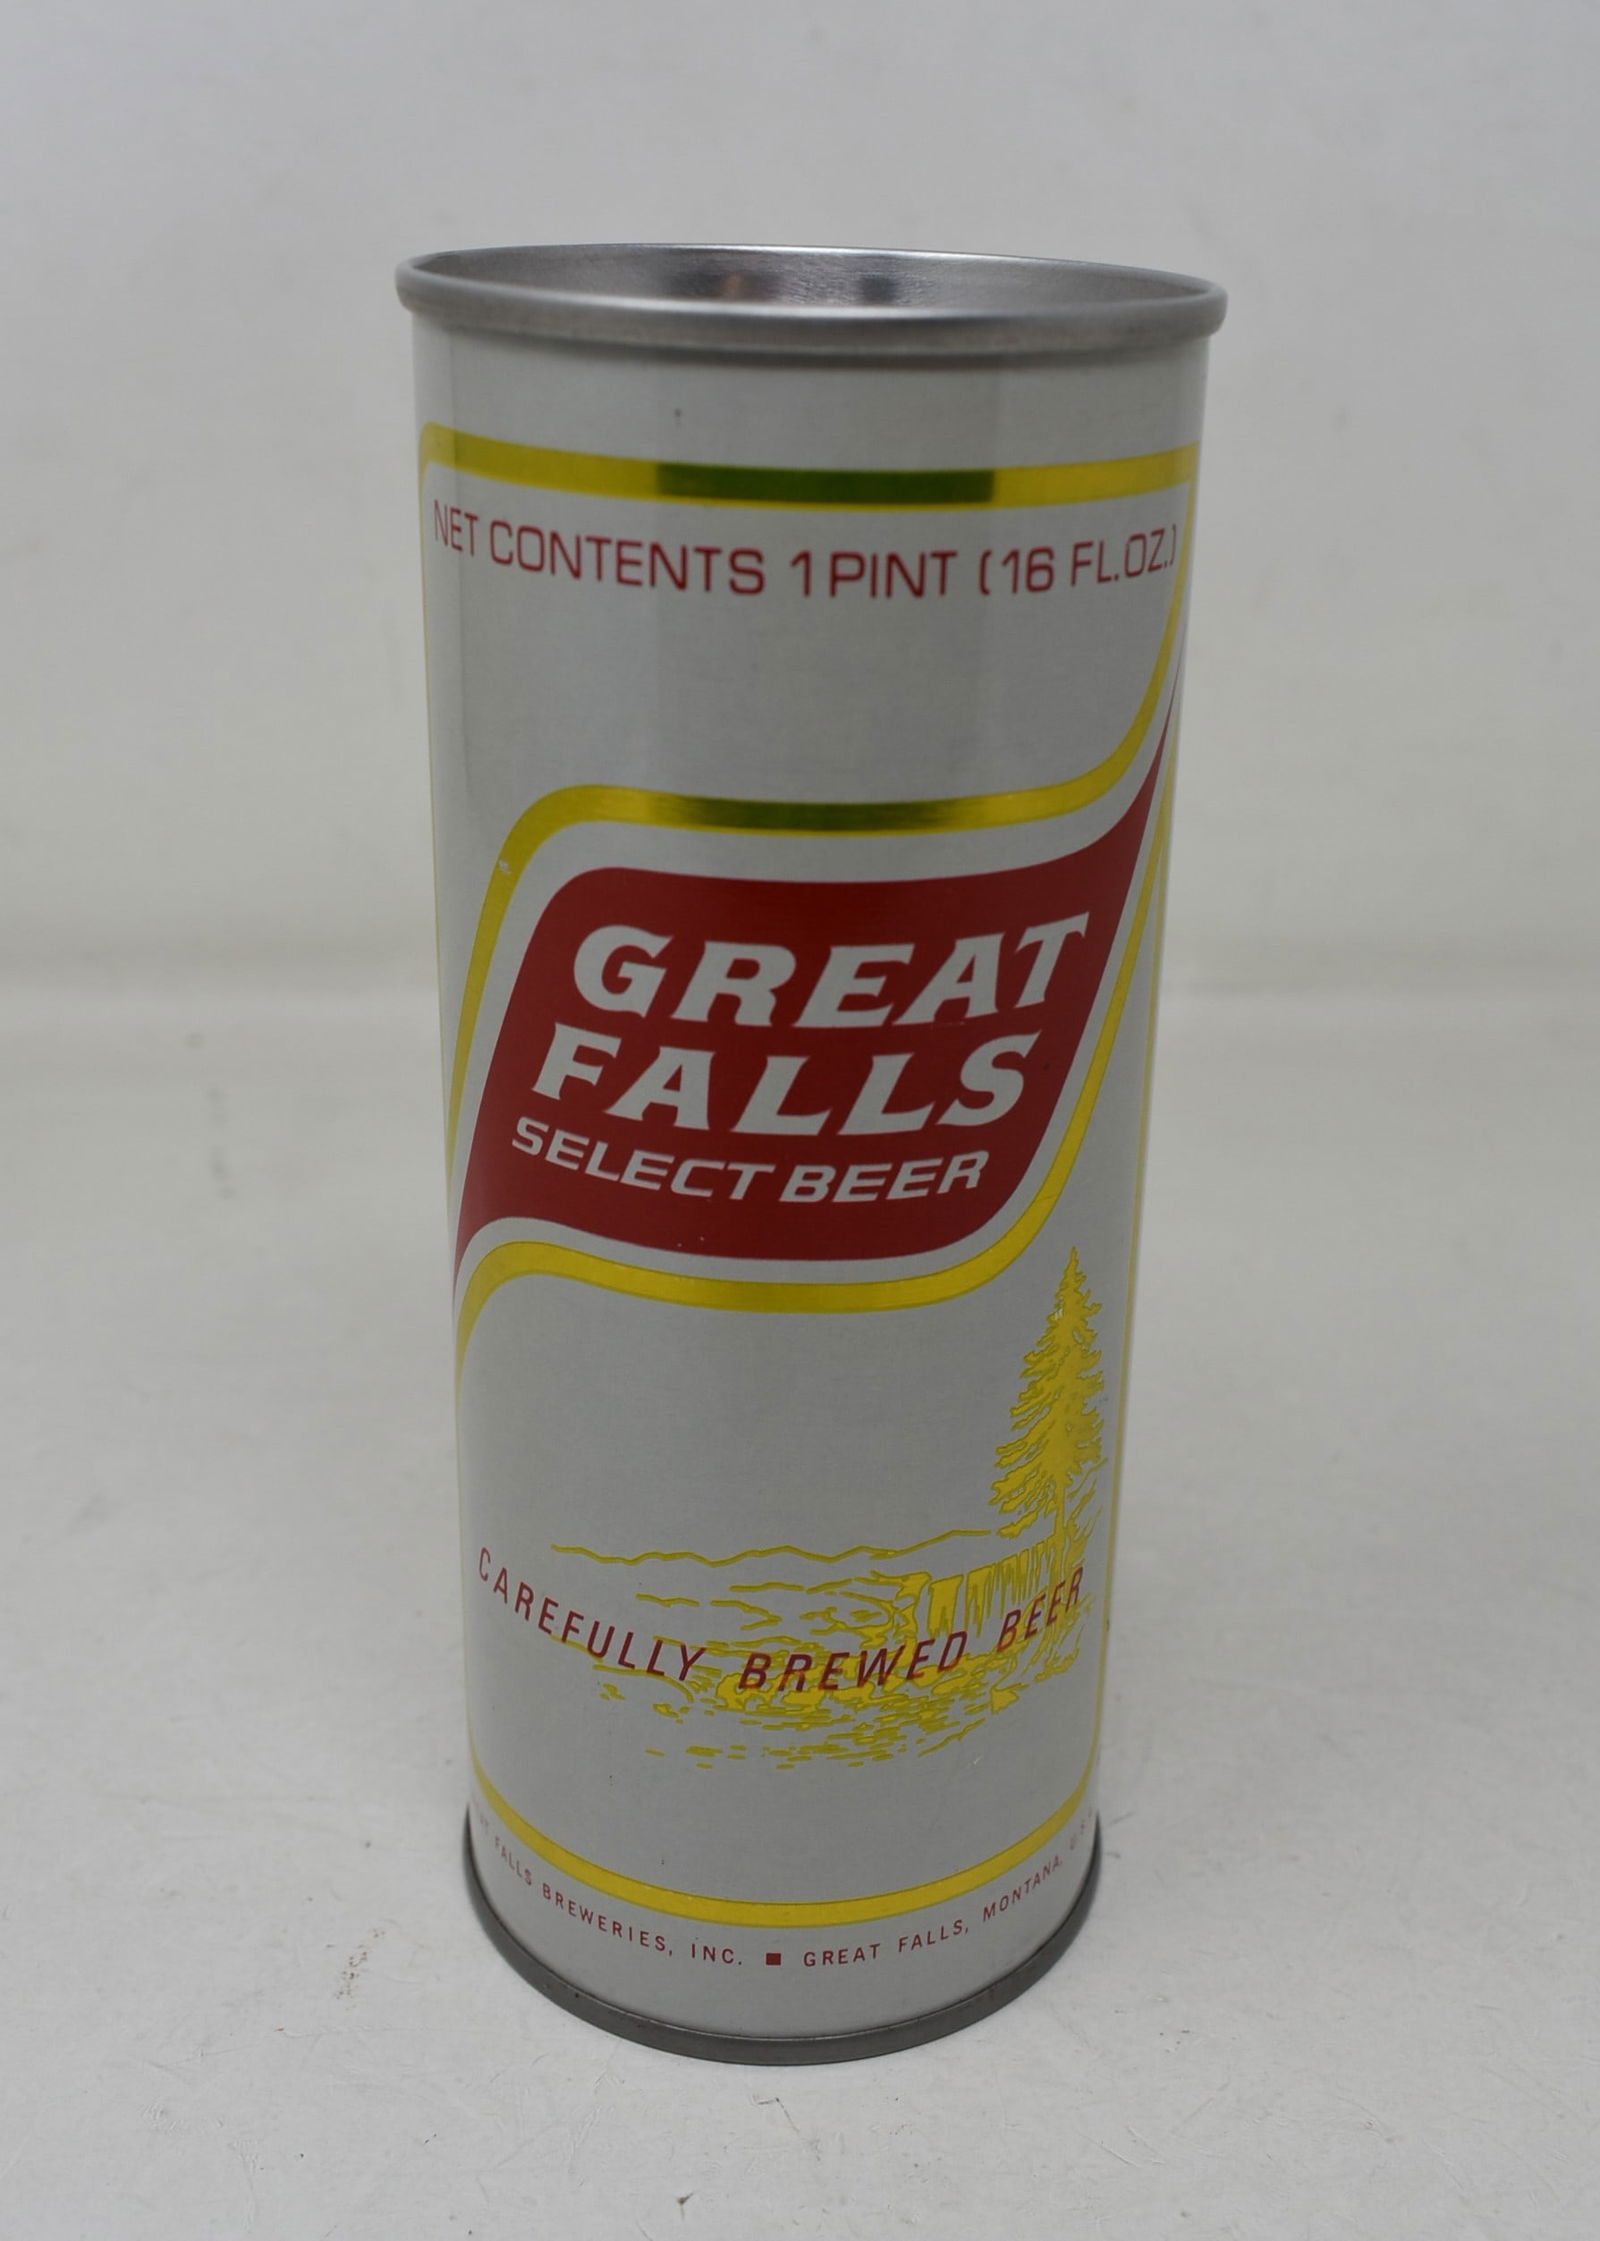 NET CONTENTS 1 PINT (16 FL.OZ.)
GREAT
FALLS
SELECT BEER
CAREFULLY BREWED BEER
FALLS BREWERIES, INC. ■ GREAT FALLS, MONTANA, U.S.